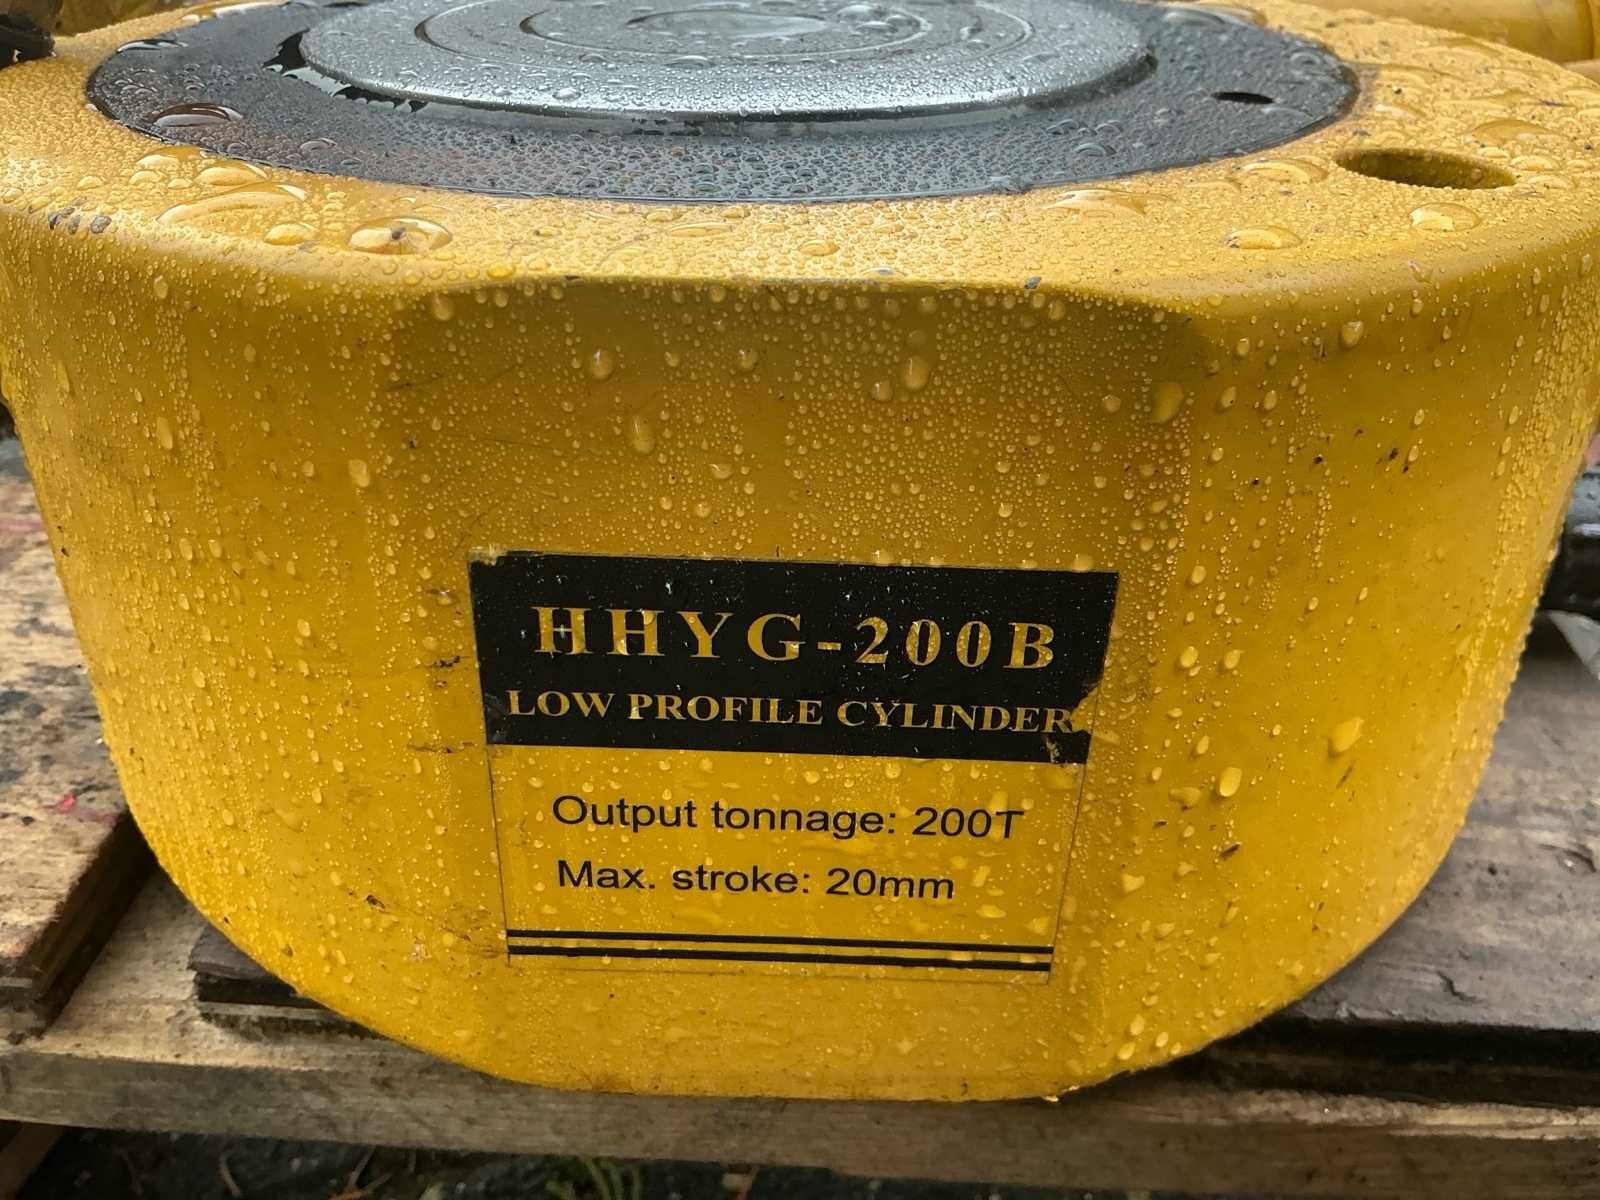 HHYG-200B
LOW PROFILE CYLINDER
Output tonnage: 200T
Max. stroke: 20mm